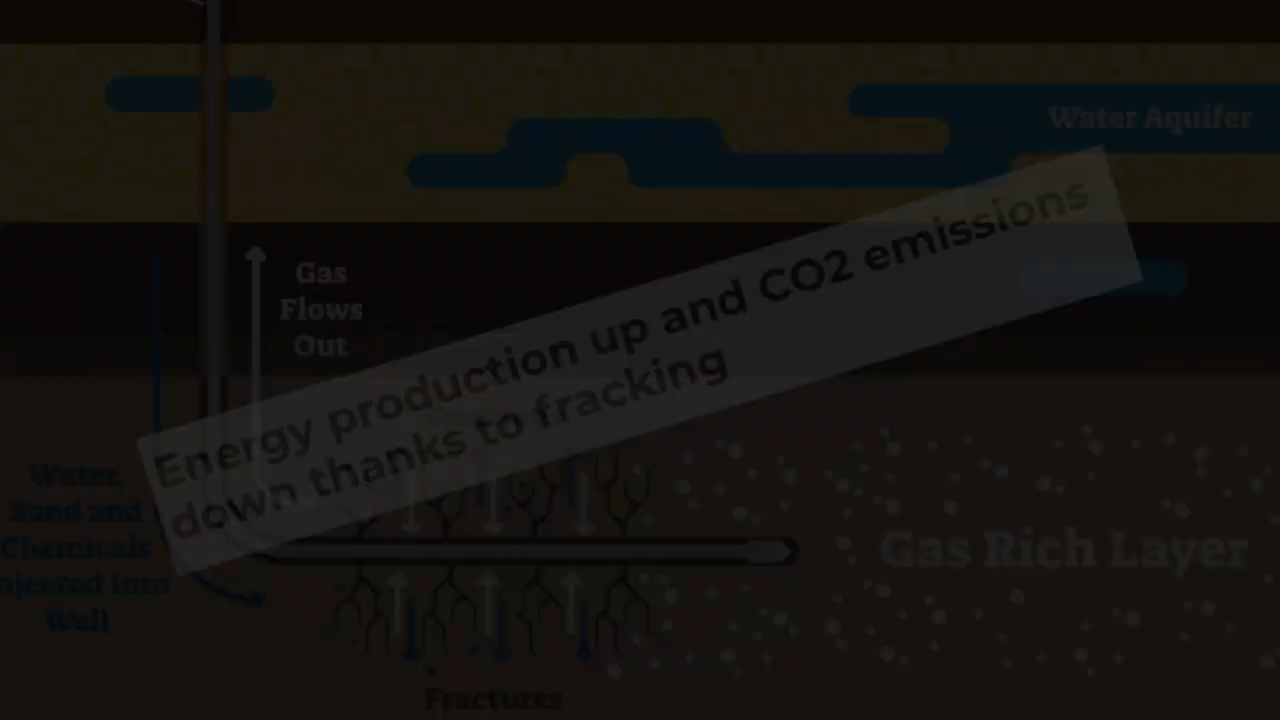 Water Aquifer
Gas
Flows
Out
Energy production up and CO2 emissions
down thanks to fracking
Water,
Sand and
Chemicals
njected into
Well
Gas Rich Layer
Fractures